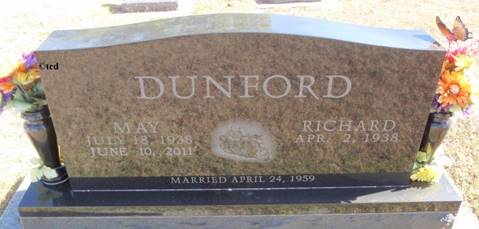 ©tcd
DUNFORD
MAY
JULY 18, 1938
JUNE 10, 2011
RICHARD
APR. 2, 1938
MARRIED APRIL 24, 1959